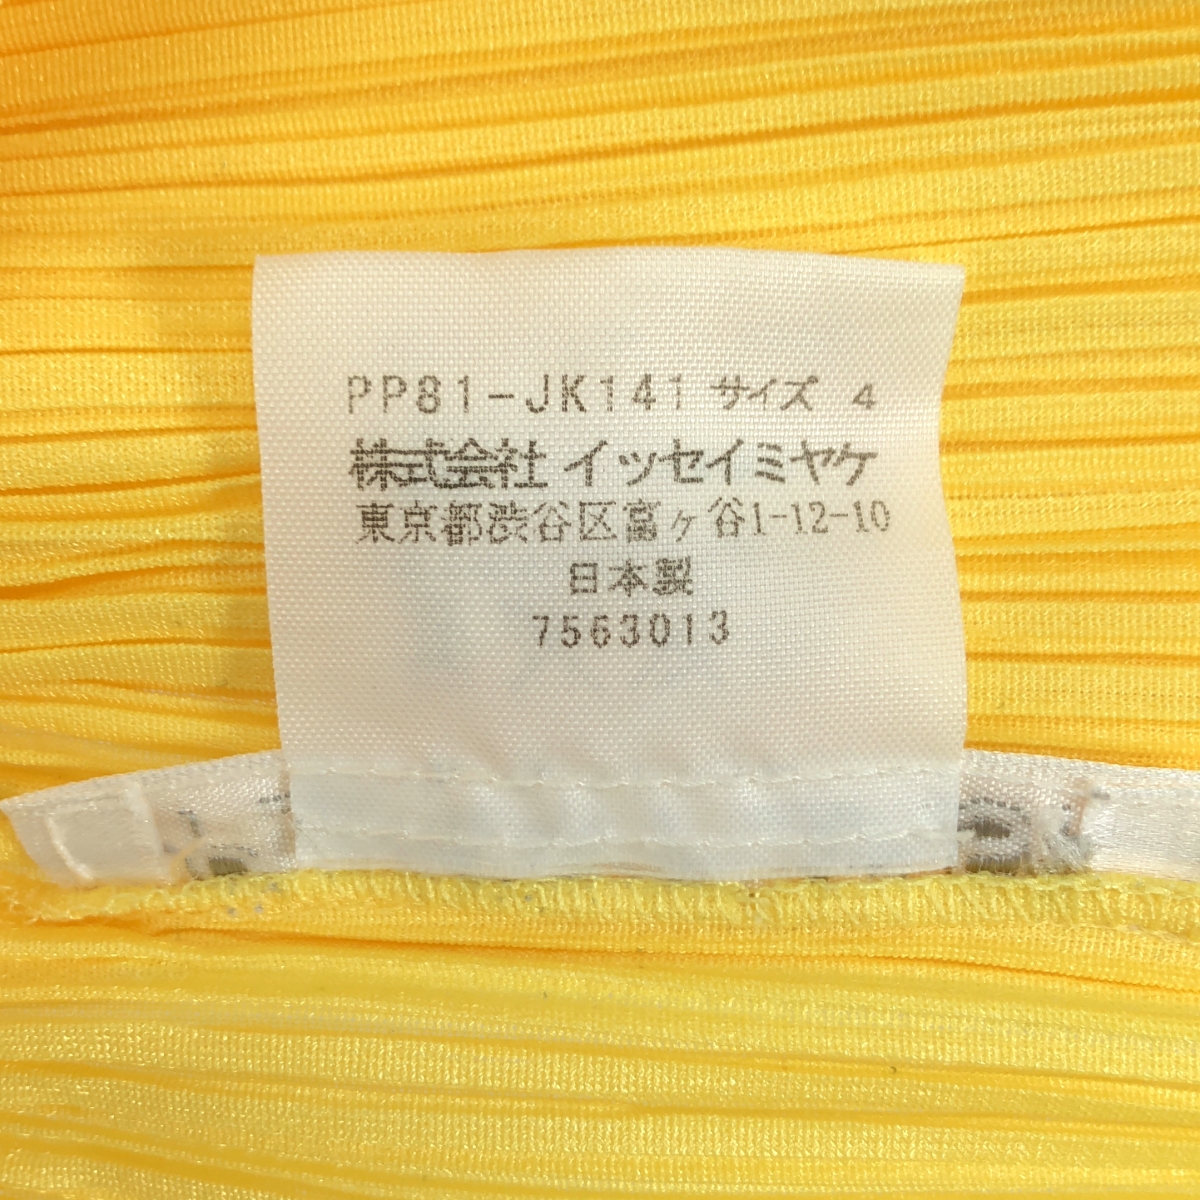 PP81-JK141 サイズ 4
株式会社 イッセイミヤケ
東京都渋谷区富ヶ谷1-12-10
日本製
7563013